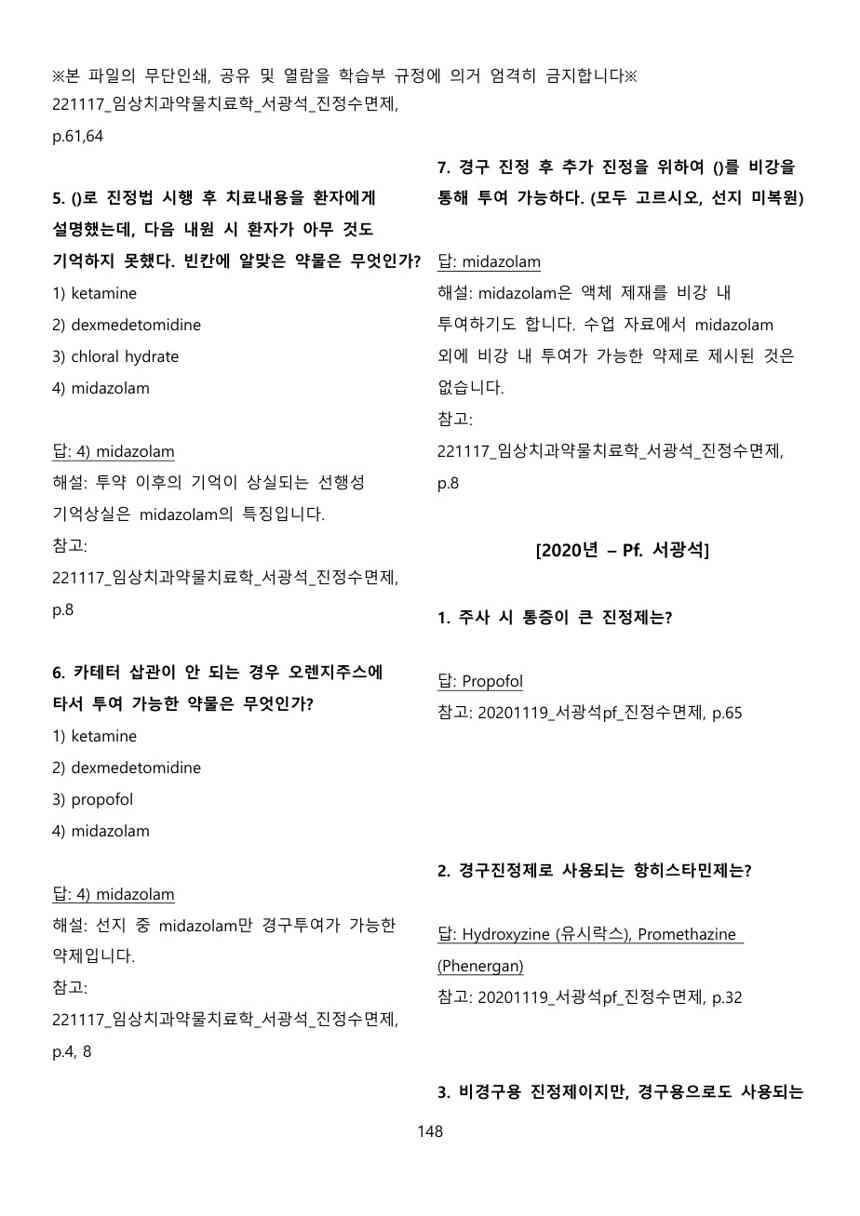 ※본 파일의 무단인쇄, 공유 및 열람을 학습부 규정에 의거 엄격히 금지합니다※
221117_임상치과약물치료학_서광석_진정수면제,
p.61,64
5. ()로 진정법 시행 후 치료내용을 환자에게
설명했는데, 다음 내원 시 환자가 아무 것도
기억하지 못했다. 빈칸에 알맞은 약물은 무엇인가?
1) ketamine
2) dexmedetomidine
3) chloral hydrate
4) midazolam
답: 4) midazolam
해설: 투약 이후의 기억이 상실되는 선행성
기억상실은 midazolam의 특징입니다.
참고:
221117_임상치과약물치료학_서광석_진정수면제,
p.8
6. 카테터 삽관이 안 되는 경우 오렌지주스에
타서 투여 가능한 약물은 무엇인가?
1) ketamine
2) dexmedetomidine
3) propofol
4) midazolam
답: 4) midazolam
해설: 선지 중 midazolam만 경구투여가 가능한
약제입니다.
참고:
221117_임상치과약물치료학_서광석_진정수면제,
p.4, 8
7. 경구 진정 후 추가 진정을 위하여 ()를 비강을
통해 투여 가능하다. (모두 고르시오, 선지 미복원)
답: midazolam
해설: midazolam은 액체 제재를 비강 내
투여하기도 합니다. 수업 자료에서 midazolam
외에 비강 내 투여가 가능한 약제로 제시된 것은
없습니다.
참고:
221117_임상치과약물치료학_서광석_진정수면제,
p.8
[2020년 – Pf. 서광석]
1. 주사 시 통증이 큰 진정제는?
답: Propofol
참고: 20201119_서광석pf_진정수면제, p.65
2. 경구진정제로 사용되는 항히스타민제는?
답: Hydroxyzine (유시락스), Promethazine
(Phenergan)
참고: 20201119_서광석pf_진정수면제, p.32
3. 비경구용 진정제이지만, 경구용으로도 사용되는
148